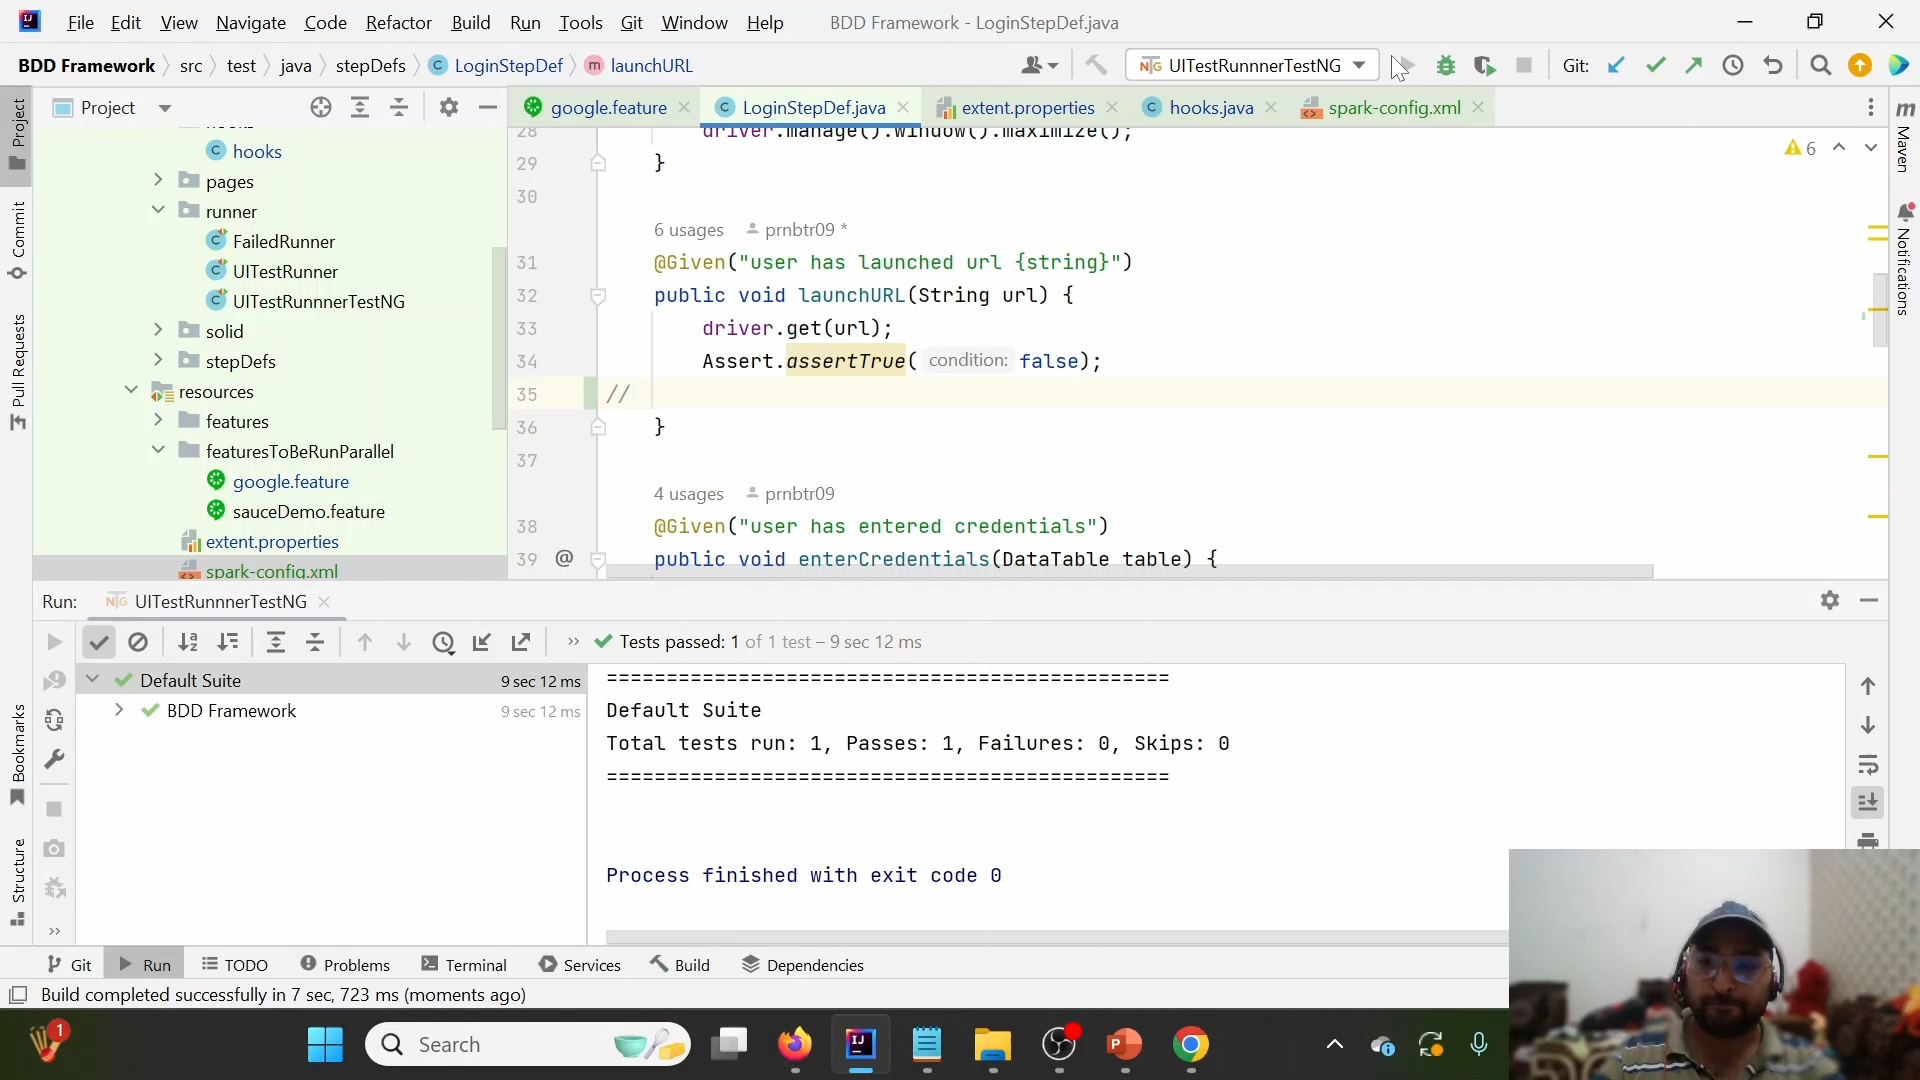 File Edit View Navigate Code Refactor Build Run Tools Git Window Help BDD Framework - LoginStepDef.java
BDD Framework src test java stepDefs LoginStepDef launchURL UITestRunnnerTestNG Git:
Project
google.feature LoginStepDef.java extent.properties hooks.java spark-config.xml
hooks
pages
runner
FailedRunner
UITestRunner
UITestRunnnerTestNG
solid
stepDefs
resources
features
featuresToBeRunParallel
google.feature
sauceDemo.feature
extent.properties
spark-config.xml
28 driver.manage().window().maximize();
29 }
30
6 usages prnbtr09 *
31 @Given("user has launched url {string}")
32 public void launchURL(String url) {
33 driver.get(url);
34 Assert.assertTrue( condition: false);
35 //
36 }
37
4 usages prnbtr09
38 @Given("user has entered credentials")
39 @ public void enterCredentials(DataTable table) {
6
Project
Commit
Pull Requests
Bookmarks
Structure
Maven
Notifications
Run: UITestRunnnerTestNG
Tests passed: 1 of 1 test – 9 sec 12 ms
Default Suite 9 sec 12 ms
BDD Framework 9 sec 12 ms
===============================================
Default Suite
Total tests run: 1, Passes: 1, Failures: 0, Skips: 0
===============================================
Process finished with exit code 0
Git Run TODO Problems Terminal Services Build Dependencies
Build completed successfully in 7 sec, 723 ms (moments ago)
1
Search